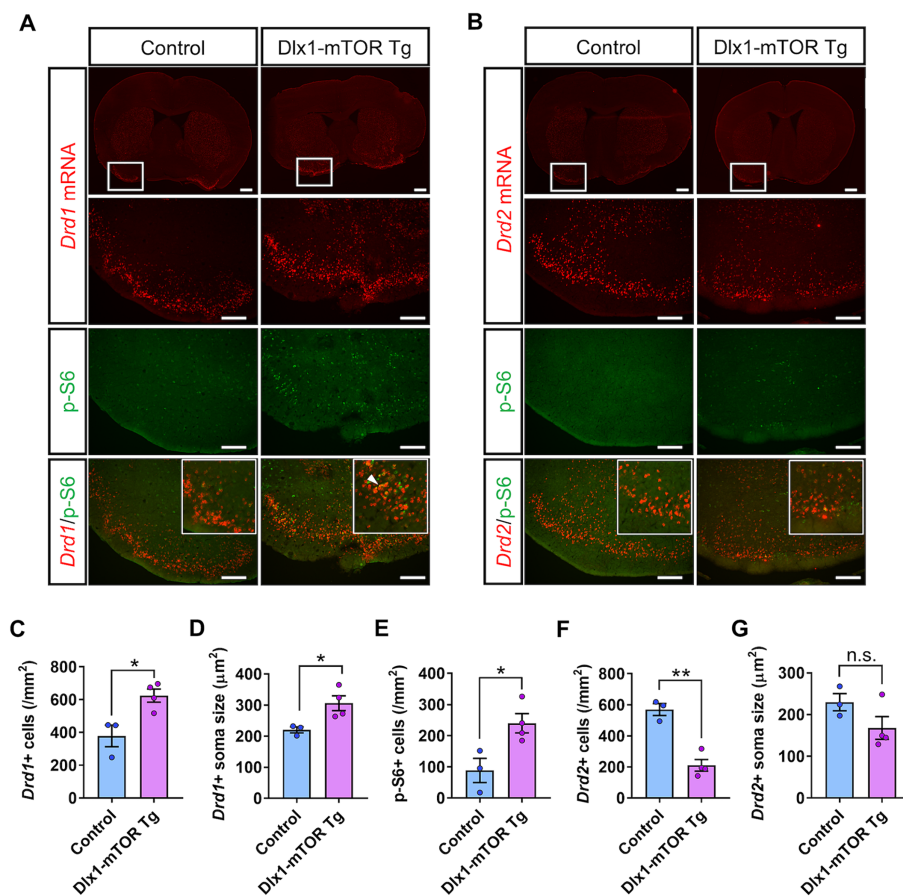 A
Control
Dlx1-mTOR Tg
Drd1 mRNA
p-S6
Drd1/p-S6
B
Control
Dlx1-mTOR Tg
Drd2 mRNA
p-S6
Drd2/p-S6
C
Drd1+ cells (/mm²)
800
600
400
200
0
*
Control
Dlx1-mTOR Tg
D
Drd1+ soma size (μm²)
400
300
200
100
0
*
Control
Dlx1-mTOR Tg
E
p-S6+ cells (/mm²)
400
300
200
100
0
*
Control
Dlx1-mTOR Tg
F
Drd2+ cells (/mm²)
800
600
400
200
0
**
Control
Dlx1-mTOR Tg
G
Drd2+ soma size (μm²)
300
200
100
0
n.s.
Control
Dlx1-mTOR Tg